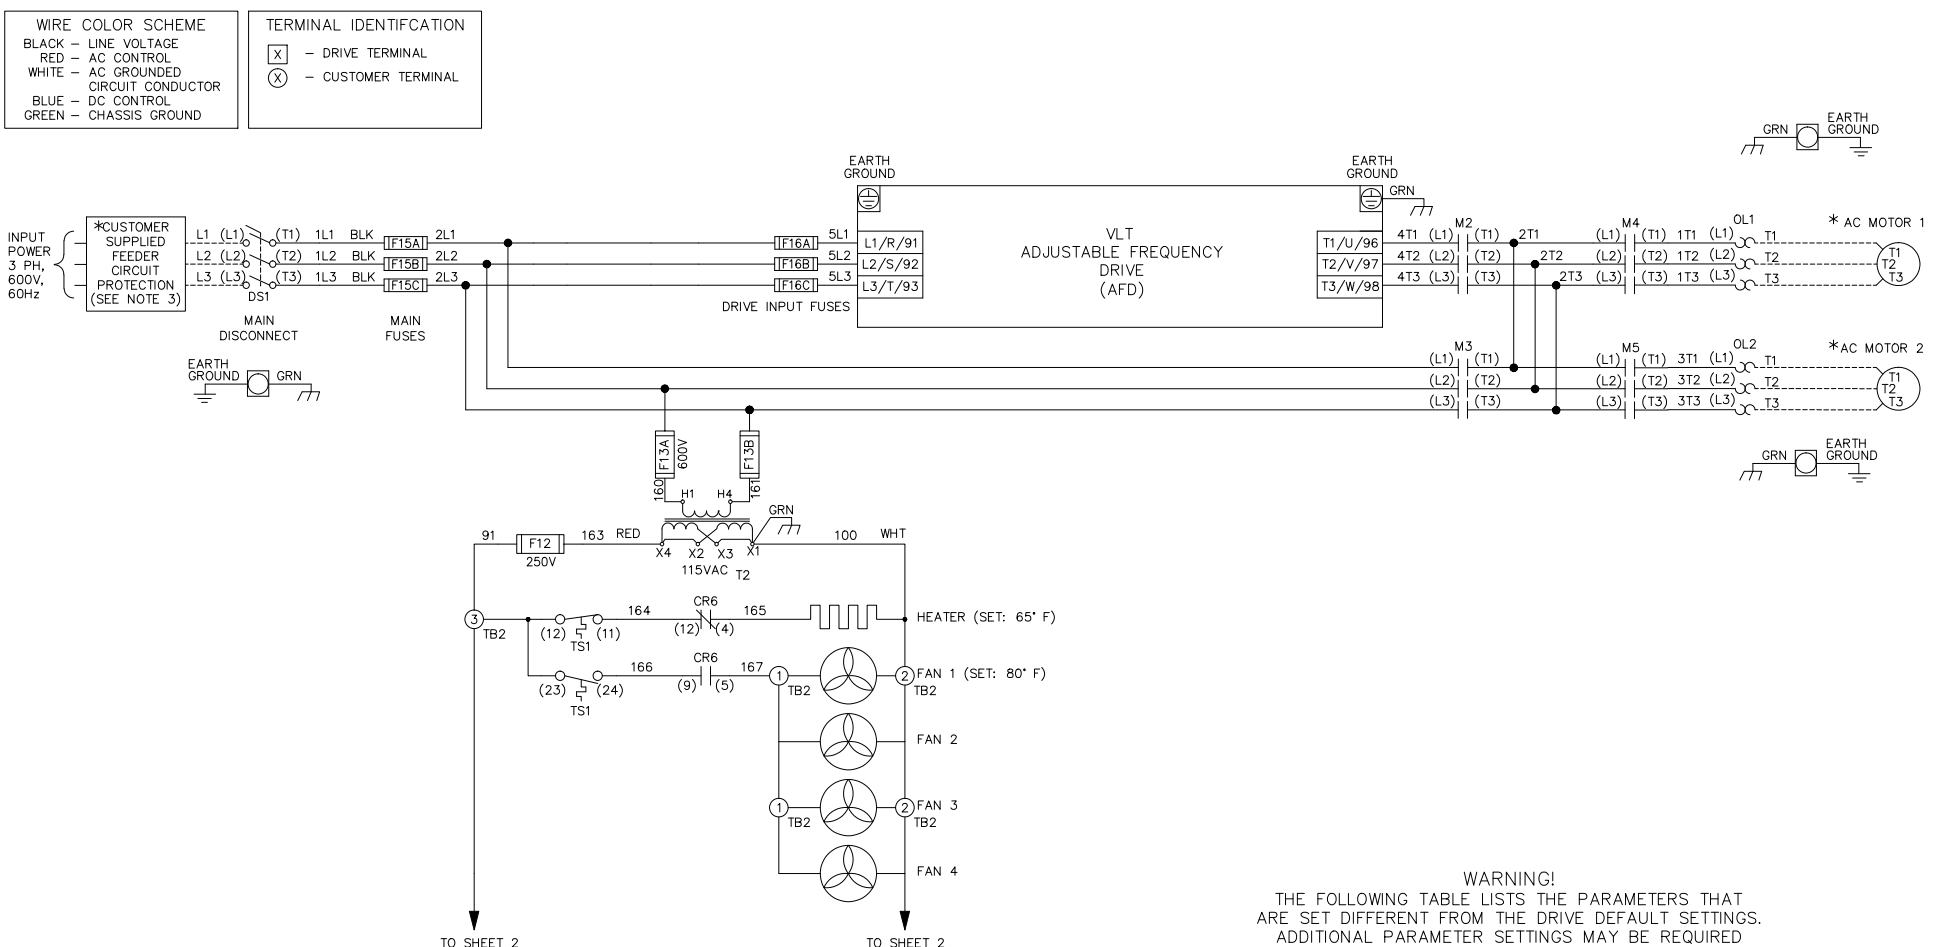 WIRE COLOR SCHEME
BLACK – LINE VOLTAGE
RED – AC CONTROL
WHITE – AC GROUNDED
CIRCUIT CONDUCTOR
BLUE – DC CONTROL
GREEN – CHASSIS GROUND
TERMINAL IDENTIFCATION
X – DRIVE TERMINAL
X – CUSTOMER TERMINAL
GRN
EARTH
GROUND
EARTH
GROUND
EARTH
GROUND
GRN
INPUT
POWER
3 PH,
600V,
60Hz
*CUSTOMER
SUPPLIED
FEEDER
CIRCUIT
PROTECTION
(SEE NOTE 3)
L1 (L1) (T1) 1L1 BLK F15A 2L1
L2 (L2) (T2) 1L2 BLK F15B 2L2
L3 (L3) (T3) 1L3 BLK F15C 2L3
DS1
MAIN
DISCONNECT
MAIN
FUSES
F16A 5L1 L1/R/91
F16B 5L2 L2/S/92
F16C 5L3 L3/T/93
DRIVE INPUT FUSES
VLT
ADJUSTABLE FREQUENCY
DRIVE
(AFD)
M2 M4 OL1 * AC MOTOR 1
T1/U/96 4T1 (L1) (T1) 2T1 (L1) (T1) 1T1 (L1) T1
T2/V/97 4T2 (L2) (T2) 2T2 (L2) (T2) 1T2 (L2) T2
T3/W/98 4T3 (L3) (T3) 2T3 (L3) (T3) 1T3 (L3) T3
T1
T2
T3
M3 M5 OL2 *AC MOTOR 2
(L1) (T1) (L1) (T1) 3T1 (L1) T1
(L2) (T2) (L2) (T2) 3T2 (L2) T2
(L3) (T3) (L3) (T3) 3T3 (L3) T3
T1
T2
T3
EARTH
GROUND
GRN
GRN
EARTH
GROUND
F13A
600V
F13B
160
161
H1 H4
GRN
91 F12 163 RED
250V
X4 X2 X3 X1
100 WHT
115VAC T2
3 TB2
(12) (11) 164
TS1
CR6
(12) (4) 165
HEATER (SET: 65° F)
(23) (24) 166
TS1
CR6
(9) (5) 167
1 TB2
2 TB2
FAN 1 (SET: 80° F)
FAN 2
1 TB2
2 TB2
FAN 3
FAN 4
TO SHEET 2
TO SHEET 2
WARNING!
THE FOLLOWING TABLE LISTS THE PARAMETERS THAT
ARE SET DIFFERENT FROM THE DRIVE DEFAULT SETTINGS.
ADDITIONAL PARAMETER SETTINGS MAY BE REQUIRED